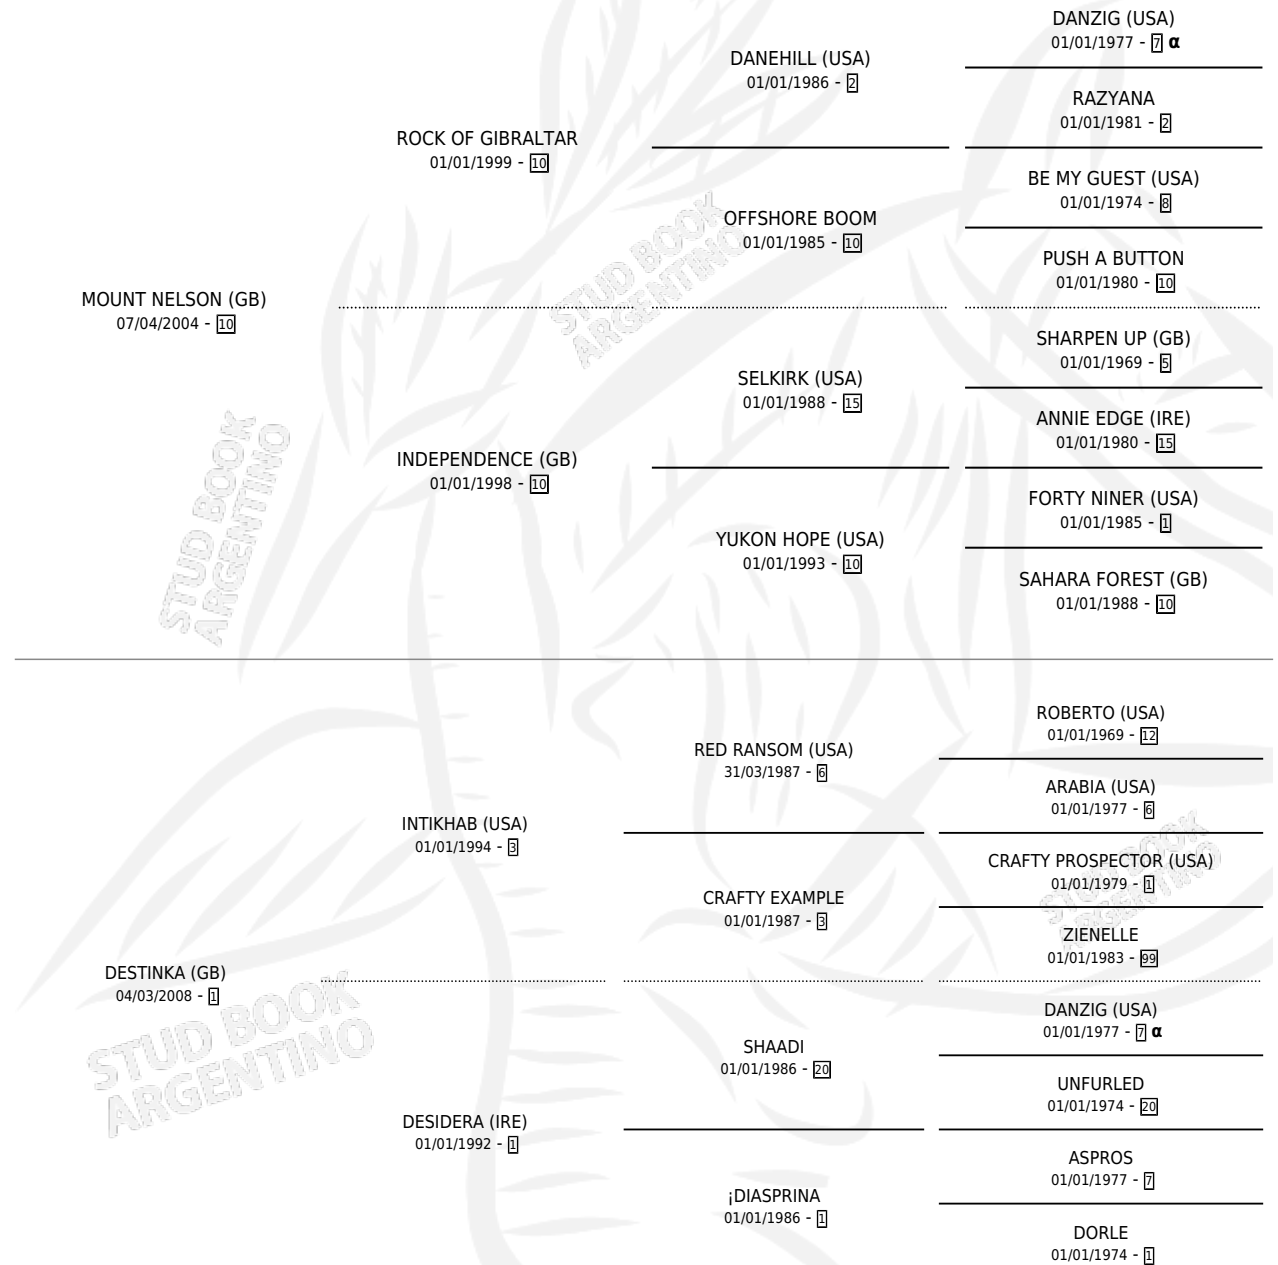 DANZIG (USA)
01/01/1977 - 7 α
DANEHILL (USA)
01/01/1986 - 2
RAZYANA
01/01/1981 - 2
ROCK OF GIBRALTAR
01/01/1999 - 10
BE MY GUEST (USA)
01/01/1974 - 8
OFFSHORE BOOM
01/01/1985 - 10
PUSH A BUTTON
01/01/1980 - 10
MOUNT NELSON (GB)
07/04/2004 - 10
SHARPEN UP (GB)
01/01/1969 - 5
SELKIRK (USA)
01/01/1988 - 15
ANNIE EDGE (IRE)
01/01/1980 - 15
INDEPENDENCE (GB)
01/01/1998 - 10
FORTY NINER (USA)
01/01/1985 - 1
YUKON HOPE (USA)
01/01/1993 - 10
SAHARA FOREST (GB)
01/01/1988 - 10
ROBERTO (USA)
01/01/1969 - 12
RED RANSOM (USA)
31/03/1987 - 6
ARABIA (USA)
01/01/1977 - 6
INTIKHAB (USA)
01/01/1994 - 3
CRAFTY PROSPECTOR (USA)
01/01/1979 - 1
CRAFTY EXAMPLE
01/01/1987 - 3
ZIENELLE
01/01/1983 - 99
DESTINKA (GB)
04/03/2008 - 1
DANZIG (USA)
01/01/1977 - 7 α
SHAADI
01/01/1986 - 20
UNFURLED
01/01/1974 - 20
DESIDERA (IRE)
01/01/1992 - 1
ASPROS
01/01/1977 - 7
¡DIASPRINA
01/01/1986 - 1
DORLE
01/01/1974 - 1
STUD BOOK
ARGENTINO
STUD BOOK
ARGENTINO
STUD BOOK
ARGENTINO
STUD BOOK
ARGENTINO